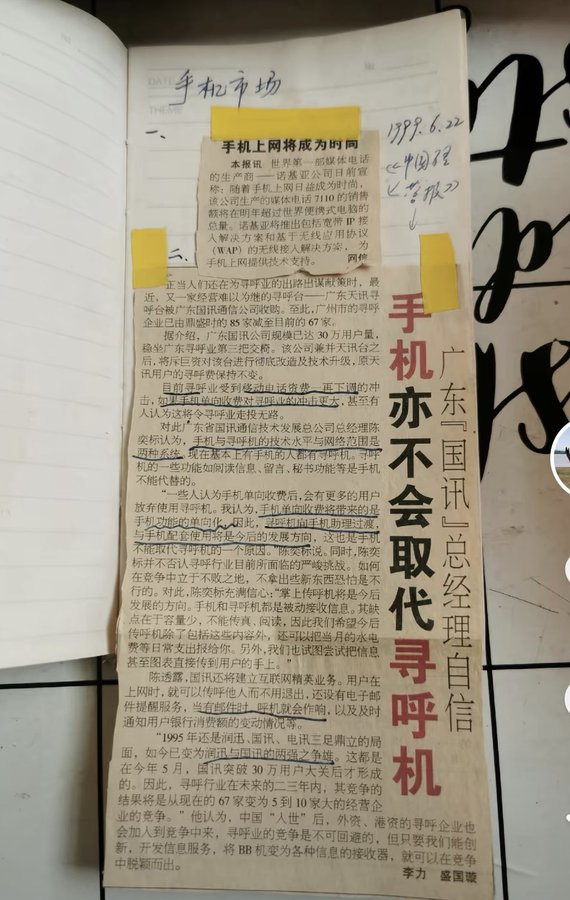 手机市场
一、
1999.6.22
《中国经
营报》
手机上网将成为时尚
本报讯 世界第一部媒体电话
的生产商——诺基亚公司日前宣
称：随着手机上网日益成为时尚，
该公司生产的媒体电话7110的销售
额将在明年超过世界便携式电脑的
总量。诺基亚将推出包括宽带IP接
入解决方案和基于无线应用协议
（WAP）的无线接入解决方案，为
手机上网提供技术支持。 网信
二、
手机亦不会取代寻呼机
广东『国讯』总经理自信
正当人们还在为寻呼业的出路出谋献策时，最
近，又一家经营难以为继的寻呼台——广东天讯寻
呼台被广东国讯通信公司收购。至此，广州市的寻呼
企业已由鼎盛时的85家减至目前的67家。
据介绍，广东国讯公司规模已达30万用户量，
稳坐广东寻呼业第三把交椅。该公司兼并天讯台之
后，将斥巨资对该台进行彻底改造及技术升级，原天
讯用户的寻呼费保持不变。
目前寻呼业受到移动电话资费一再下调的冲
击，如果手机单向收费对寻呼业的冲击更大，甚至有
人认为这将令寻呼业走投无路。
对此广东省国讯通信技术发展总公司总经理陈
奕标认为，手机与寻呼机的技术水平与网络范围是
两种系统，现在基本上有手机的人都有寻呼机。寻呼
机的一些功能如阅读信息、留言、秘书功能等是手机
不能代替的。
“一些人认为手机单向收费后，会有更多的用户
放弃使用寻呼机。我认为，手机单向收费将带来的是
手机功能的单向化，因此，寻呼机向手机助理过渡，
与手机配套使用将是今后的发展方向，这也是手机
不能取代寻呼机的一个原因。”陈奕标说。同时，陈奕
标并不否认寻呼行业目前所面临的严峻挑战。如何
在竞争中立于不败之地，不拿出些新东西恐怕是不
行的。对此，陈奕标充满信心：“掌上传呼机将是今后
发展的方向。手机和寻呼机都是被动接收信息。其缺
点在于容量少，不能传真、阅读，因此我们希望今后
传呼机除了包括这些内容外，还可以把当月的水电
费等日常支出报给你。另外，我们也试图尝试把信息
甚至图表直接传到用户的手上。”
陈透露，国讯还将建立互联网精英业务。用户在
上网时，就可以传呼他人而不用退出，还设有电子邮
件提醒服务，当有邮件时，呼机就会作响，以及及时
通知用户银行消费额的变动情况等。
“1995年还是润迅、国讯、电讯三足鼎立的局
面，如今已变为润迅与国讯的两强之争雄。这都是
在今年5月，国讯突破30万用户大关后才形成
的。因此，寻呼行业在未来的二三年内，其竞争的
结果将是从现在的67家变为5到10家大的经营企
业的竞争。”他认为，中国“入世”后，外资、港资的寻呼企业也
会加入到竞争中来，寻呼业的竞争是不可回避的，但只要我们能创
新，开发信息服务，将BB机变为各种信息的接收器，就可以在竞争
中脱颖而出。 李力 盛国璇